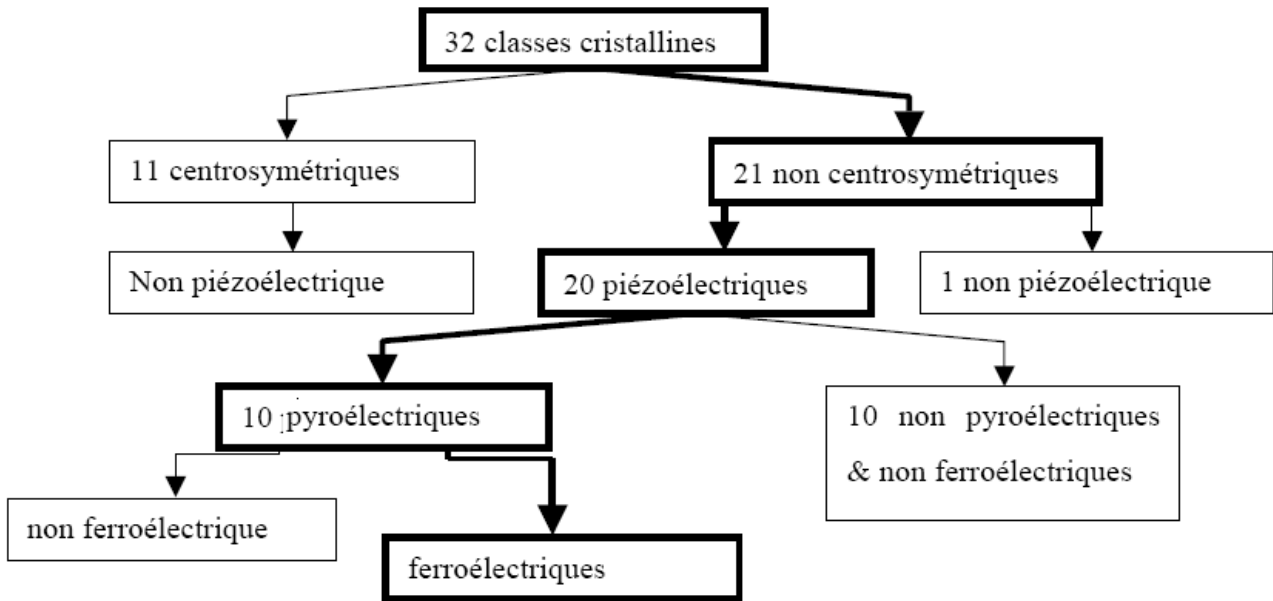 32 classes cristallines
11 centrosymétriques
21 non centrosymétriques
Non piézoélectrique
20 piézoélectriques
1 non piézoélectrique
10 pyroélectriques
10 non pyroélectriques
& non ferroélectriques
non ferroélectrique
ferroélectriques